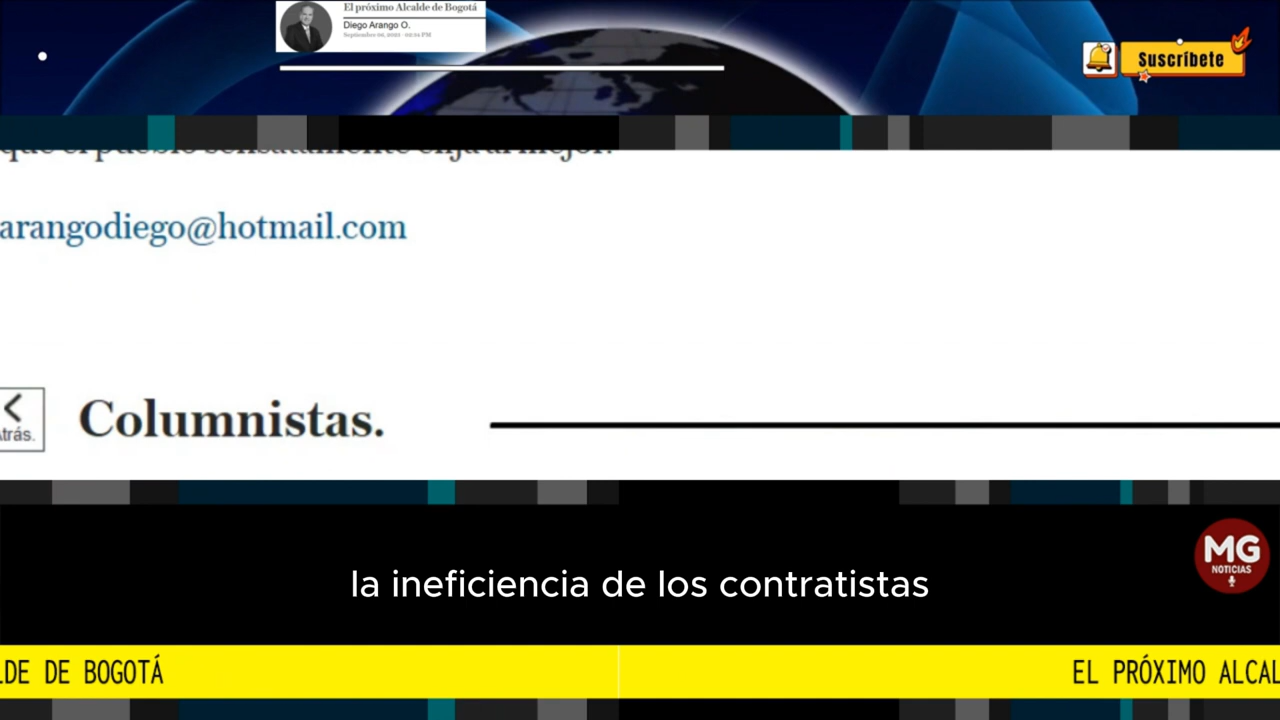 El próximo Alcalde de Bogotá
Diego Arango O.
Suscríbete
arangodiego@hotmail.com
Atrás.
Columnistas.
MG
NOTICIAS
la ineficiencia de los contratistas
LDE DE BOGOTÁ
EL PRÓXIMO ALCAL